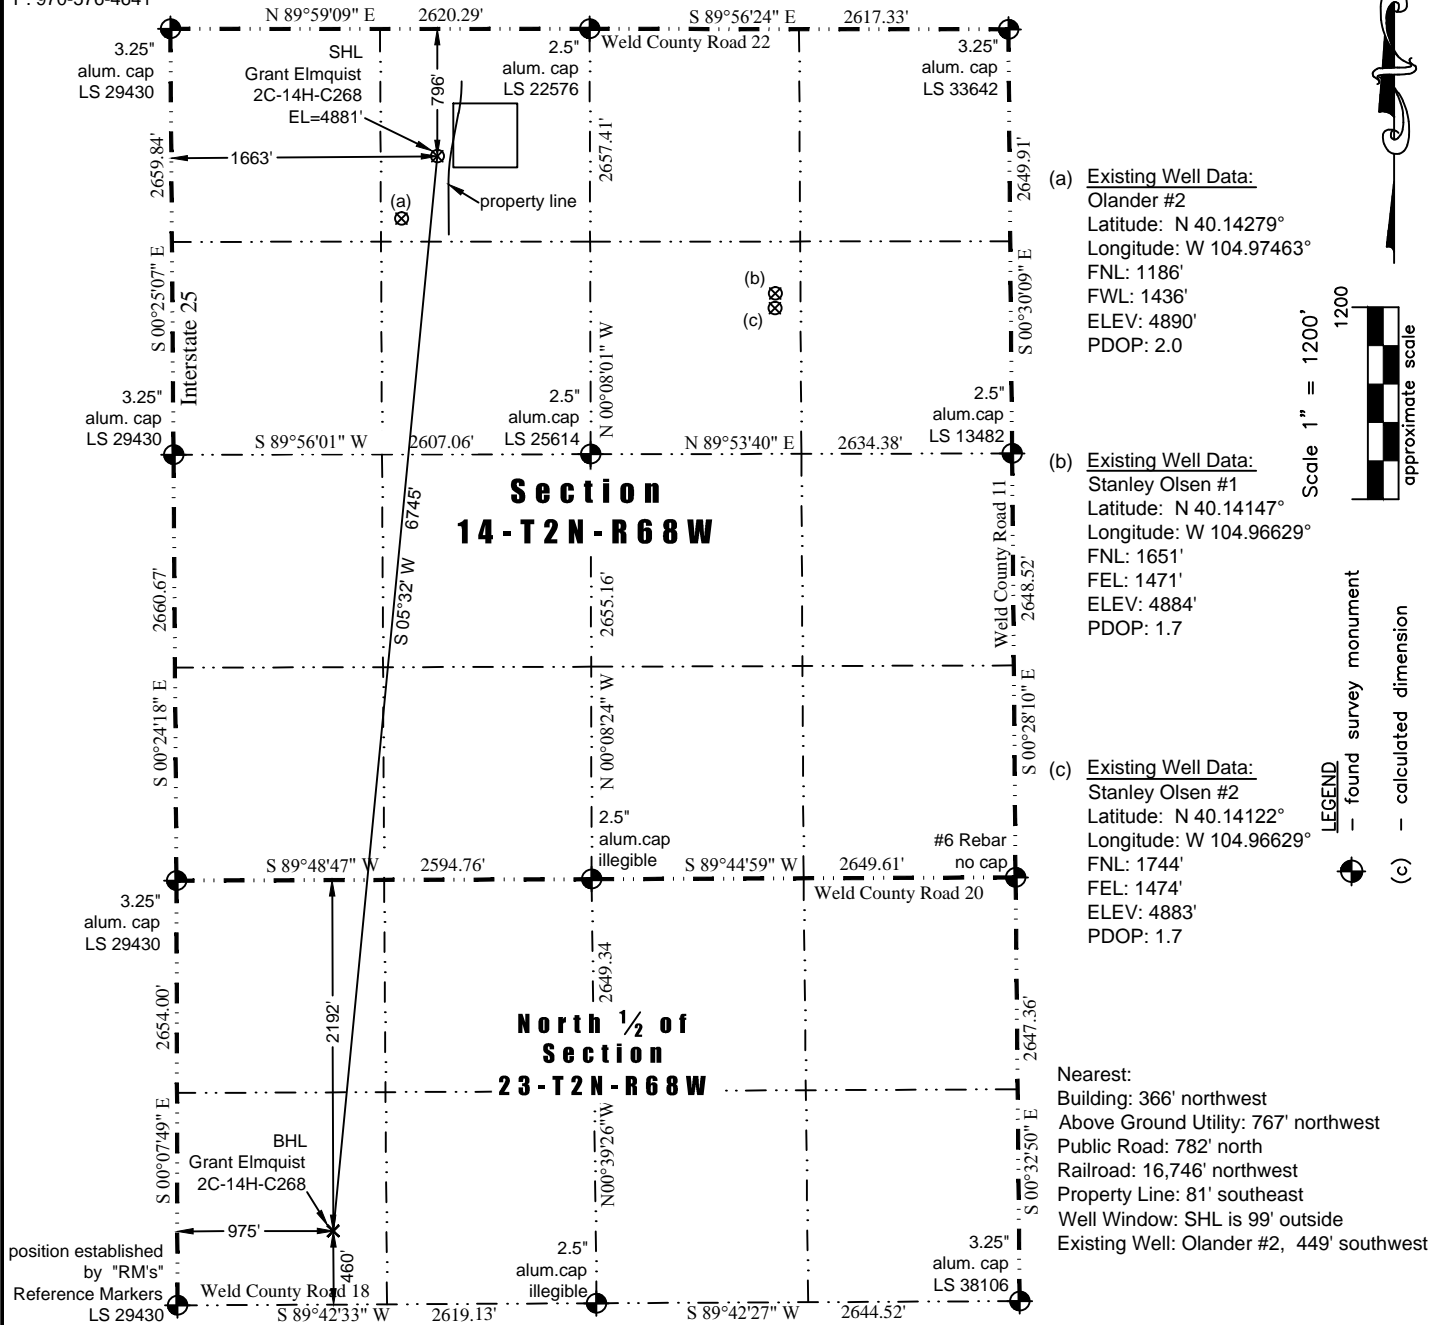 N 89°59'09" E 2620.29'
S 89°56'24" E 2617.33'
Weld County Road 22
3.25"
alum. cap
LS 29430
SHL
Grant Elmquist
2C-14H-C268
EL=4881'
796'
2.5"
alum. cap
LS 22576
3.25"
alum. cap
LS 33642
2659.84'
1663'
2657.41'
2649.91'
property line
(a)
S 00°25'07" E
Interstate 25
(b)
(c)
N 00°08'01" W
S 00°30'09" E
3.25"
alum. cap
LS 29430
2.5"
alum.cap
LS 25614
2.5"
alum.cap
LS 13482
S 89°56'01" W 2607.06'
N 89°53'40" E 2634.38'
Section
14-T2N-R68W
6745'
S 05°32' W
2660.67'
2655.16'
Weld County Road 11
2648.52'
S 00°24'18" E
N 00°08'24" W
S 00°28'10" E
2.5"
alum.cap
illegible
#6 Rebar
no cap
S 89°48'47" W 2594.76'
S 89°44'59" W 2649.61'
Weld County Road 20
3.25"
alum. cap
LS 29430
2654.00'
2192'
2649.34
2647.36'
North ½ of
Section
23-T2N-R68W
S 00°07'49" E
N00°39'26"W
S 00°32'50" E
BHL
Grant Elmquist
2C-14H-C268
975'
460'
position established
by "RM's"
Reference Markers
LS 29430
Weld County Road 18
2.5"
alum.cap
illegible
3.25"
alum. cap
LS 38106
S 89°42'33" W 2619.13'
S 89°42'27" W 2644.52'
(a) Existing Well Data:
Olander #2
Latitude: N 40.14279°
Longitude: W 104.97463°
FNL: 1186'
FWL: 1436'
ELEV: 4890'
PDOP: 2.0
(b) Existing Well Data:
Stanley Olsen #1
Latitude: N 40.14147°
Longitude: W 104.96629°
FNL: 1651'
FEL: 1471'
ELEV: 4884'
PDOP: 1.7
(c) Existing Well Data:
Stanley Olsen #2
Latitude: N 40.14122°
Longitude: W 104.96629°
FNL: 1744'
FEL: 1474'
ELEV: 4883'
PDOP: 1.7
Scale 1" = 1200'
1200
approximate scale
LEGEND
– found survey monument
(c) – calculated dimension
Nearest:
Building: 366' northwest
Above Ground Utility: 767' northwest
Public Road: 782' north
Railroad: 16,746' northwest
Property Line: 81' southeast
Well Window: SHL is 99' outside
Existing Well: Olander #2, 449' southwest